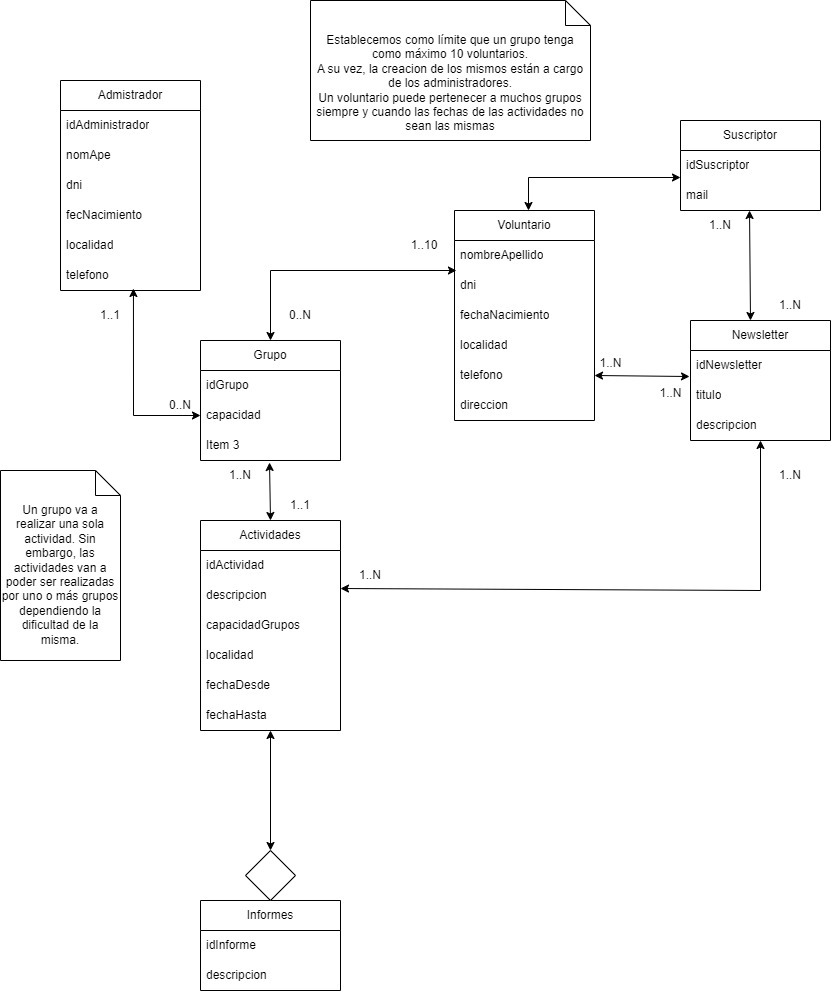 Establecemos como límite que un grupo tenga
como máximo 10 voluntarios.
A su vez, la creacion de los mismos están a cargo
de los administradores.
Un voluntario puede pertenecer a muchos grupos
siempre y cuando las fechas de las actividades no
sean las mismas
Admistrador
idAdministrador
nomApe
dni
fecNacimiento
localidad
telefono
Suscriptor
idSuscriptor
mail
1..N
1..N
Voluntario
nombreApellido
dni
fechaNacimiento
localidad
telefono
direccion
1..10
0..N
1..1
0..N
Grupo
idGrupo
capacidad
Item 3
Newsletter
idNewsletter
titulo
descripcion
1..N
1..N
1..N
1..N
1..1
1..N
Un grupo va a
realizar una sola
actividad. Sin
embargo, las
actividades van a
poder ser realizadas
por uno o más grupos
dependiendo la
dificultad de la
misma.
Actividades
idActividad
descripcion
capacidadGrupos
localidad
fechaDesde
fechaHasta
Informes
idInforme
descripcion